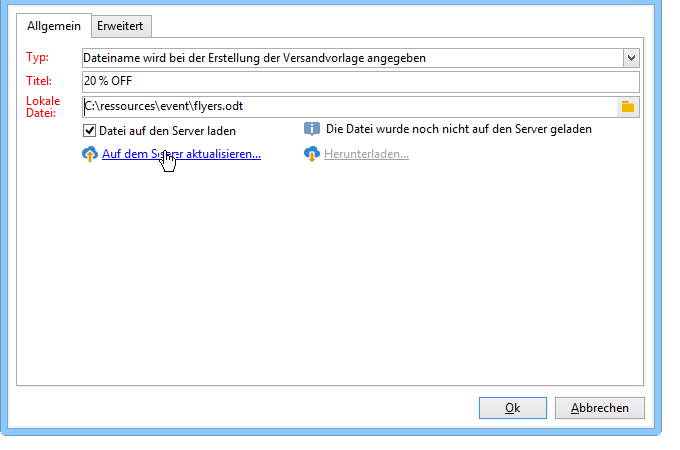 Allgemein Erweitert
Typ: Dateiname wird bei der Erstellung der Versandvorlage angegeben
Titel: 20 % OFF
Lokale Datei: C:\ressources\event\flyers.odt
Datei auf den Server laden Die Datei wurde noch nicht auf den Server geladen
Auf dem Server aktualisieren... Herunterladen...
Ok Abbrechen